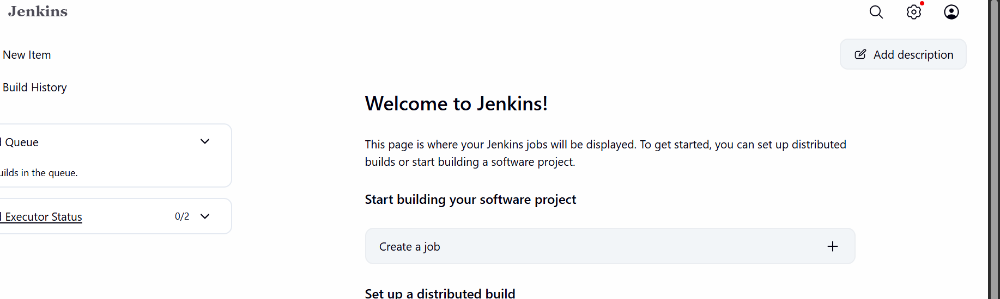 Jenkins
New Item
Add description
Build History
Welcome to Jenkins!
Queue
This page is where your Jenkins jobs will be displayed. To get started, you can set up distributed
builds or start building a software project.
in the queue.
Start building your software project
Executor Status 0/2
Create a job
Set up a distributed build